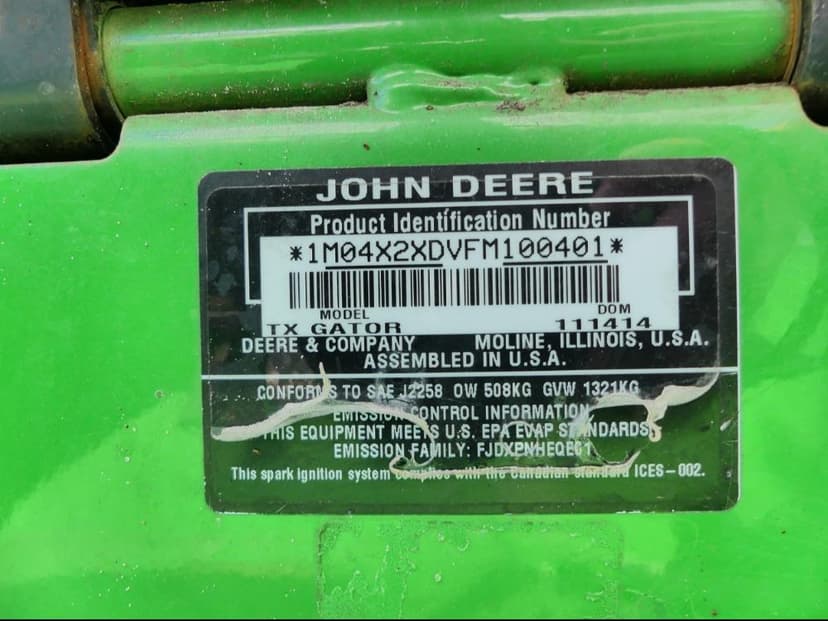 JOHN DEERE
Product Identification Number
*1M04X2XDVFM100401*
MODEL DOM
TX GATOR 111414
DEERE & COMPANY MOLINE, ILLINOIS, U.S.A.
ASSEMBLED IN U.S.A.
CONFORMS TO SAE J2258 OW 508KG GVW 1321KG
EMISSION CONTROL INFORMATION
THIS EQUIPMENT MEETS U.S. EPA EVAP STANDARDS
EMISSION FAMILY:
This spark ignition system complies with the Canadian standard ICES-002.